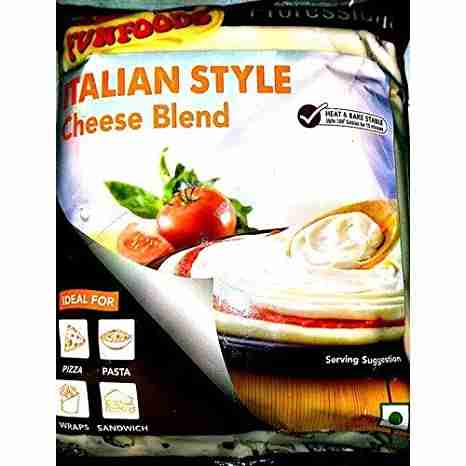 FUNFOODS
Professional
ITALIAN STYLE
Cheese Blend
HEAT & BAKE STABLE
IDEAL FOR
PIZZA PASTA
Serving Suggestion
WRAPS SANDWICH